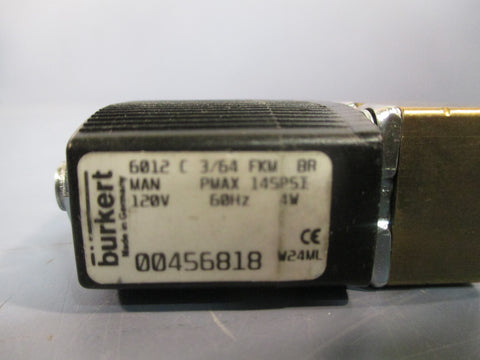 burkert
Made in Germany
6012 C 3/64 FKM BR
MAN PMAX 145PSI
120V 60Hz 4W
CE
00456818 W24ML